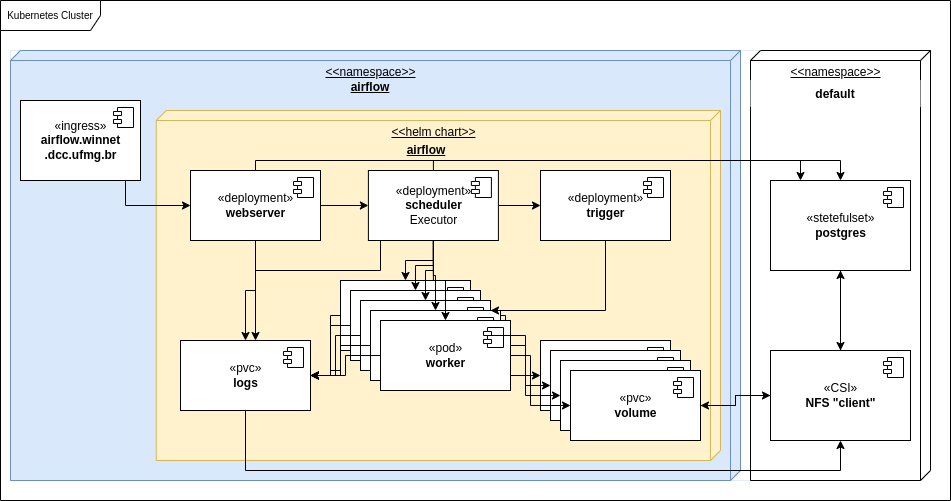 Kubernetes Cluster
<<namespace>>
airflow
<<namespace>>
default
«ingress»
airflow.winnet
.dcc.ufmg.br
<<helm chart>>
airflow
«deployment»
webserver
«deployment»
scheduler
Executor
«deployment»
trigger
«stetefulset»
postgres
«pvc»
logs
«pod»
worker
«pvc»
volume
«CSI»
NFS "client"